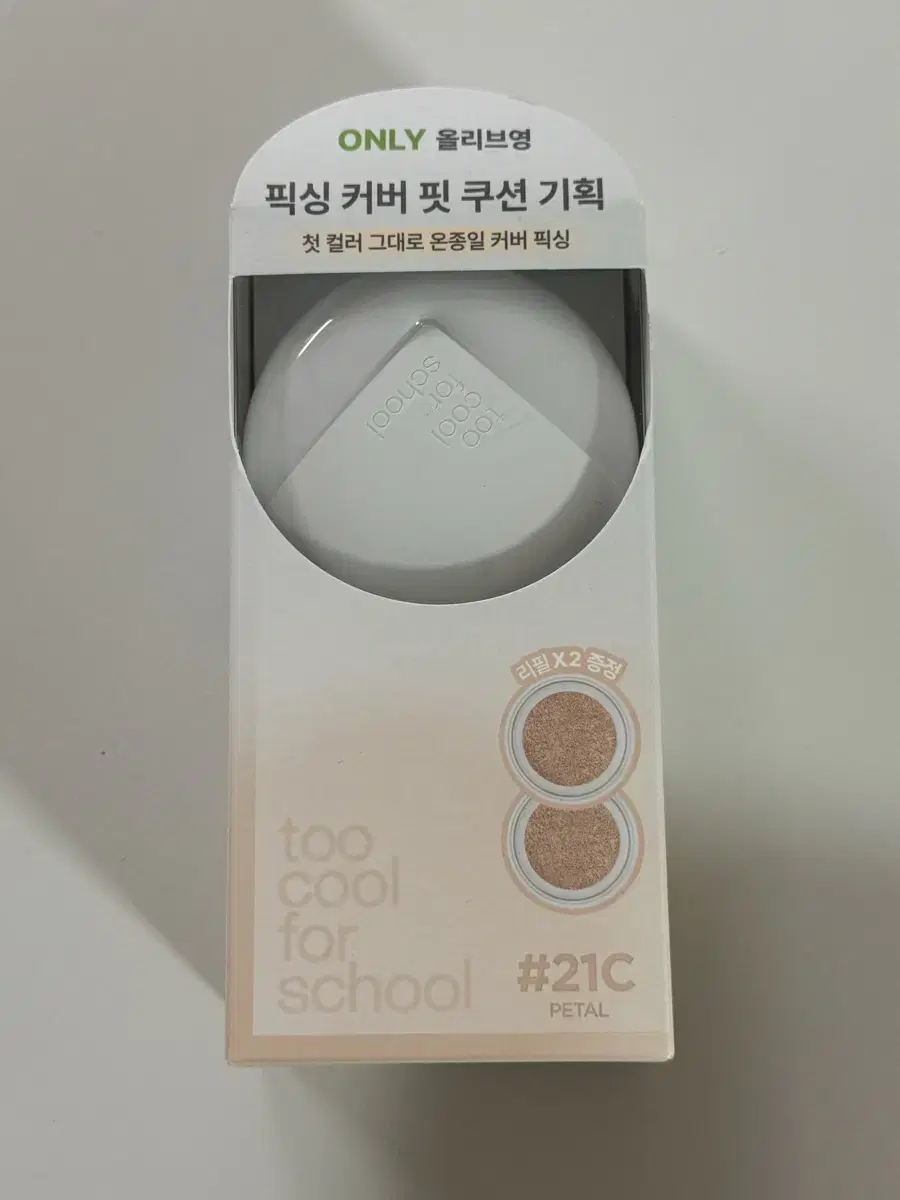 ONLY 올리브영
픽싱 커버 핏 쿠션 기획
첫 컬러 그대로 온종일 커버 픽싱
too
cool
for
school
리필 X 2 증정
too
cool
for
school
#21C
PETAL